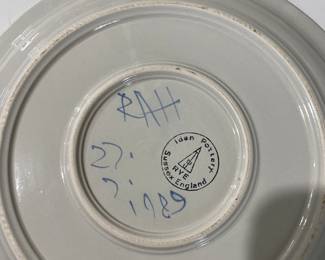 RAH
27.
7.1989
Iden Pottery
RYE
Sussex England